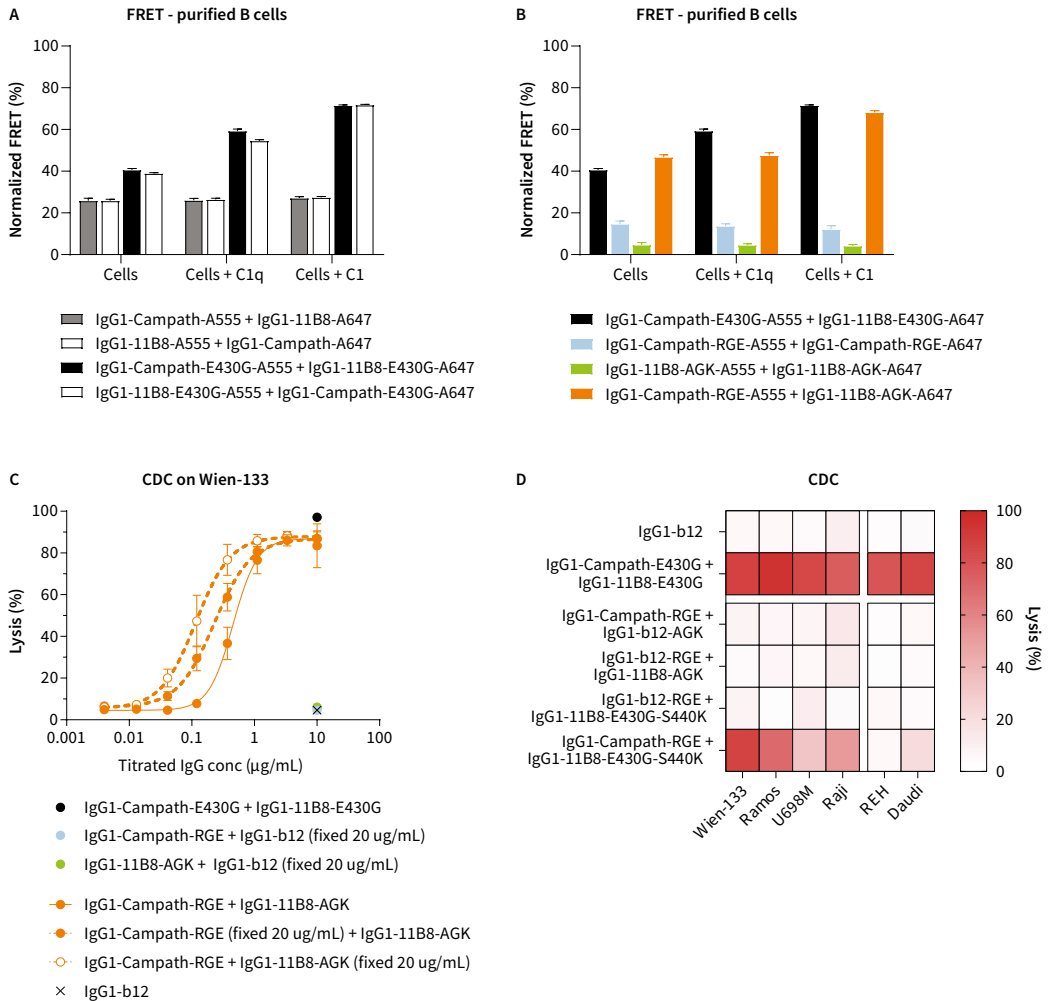 A
FRET - purified B cells
100
80
60
40
20
0
Normalized FRET (%)
Cells
Cells + C1q
Cells + C1
IgG1-Campath-A555 + IgG1-11B8-A647
IgG1-11B8-A555 + IgG1-Campath-A647
IgG1-Campath-E430G-A555 + IgG1-11B8-E430G-A647
IgG1-11B8-E430G-A555 + IgG1-Campath-E430G-A647
B
FRET - purified B cells
100
80
60
40
20
0
Normalized FRET (%)
Cells
Cells + C1q
Cells + C1
IgG1-Campath-E430G-A555 + IgG1-11B8-E430G-A647
IgG1-Campath-RGE-A555 + IgG1-Campath-RGE-A647
IgG1-11B8-AGK-A555 + IgG1-11B8-AGK-A647
IgG1-Campath-RGE-A555 + IgG1-11B8-AGK-A647
C
CDC on Wien-133
100
80
60
40
20
0
Lysis (%)
0.001
0.01
0.1
1
10
100
Titrated IgG conc (µg/mL)
IgG1-Campath-E430G + IgG1-11B8-E430G
IgG1-Campath-RGE + IgG1-b12 (fixed 20 ug/mL)
IgG1-11B8-AGK + IgG1-b12 (fixed 20 ug/mL)
IgG1-Campath-RGE + IgG1-11B8-AGK
IgG1-Campath-RGE (fixed 20 ug/mL) + IgG1-11B8-AGK
IgG1-Campath-RGE + IgG1-11B8-AGK (fixed 20 ug/mL)
IgG1-b12
D
CDC
IgG1-b12
IgG1-Campath-E430G +
IgG1-11B8-E430G
IgG1-Campath-RGE +
IgG1-b12-AGK
IgG1-b12-RGE +
IgG1-11B8-AGK
IgG1-b12-RGE +
IgG1-11B8-E430G-S440K
IgG1-Campath-RGE +
IgG1-11B8-E430G-S440K
Wien-133
Ramos
U698M
Raji
REH
Daudi
100
80
60
40
20
0
Lysis (%)